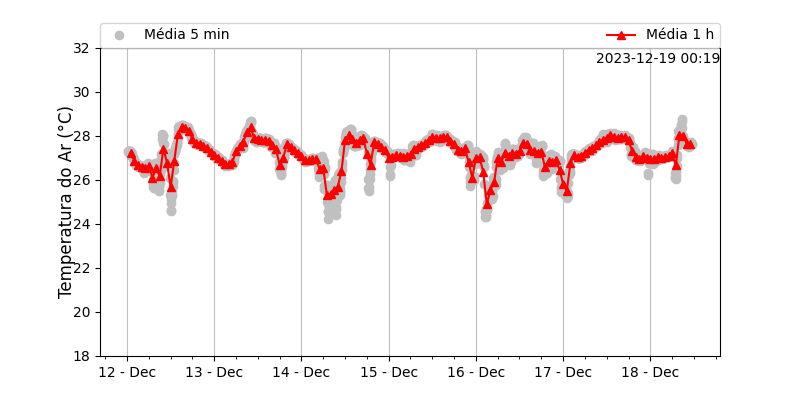 Média 5 min
Média 1 h
2023-12-19 00:19
Temperatura do Ar (°C)
32
30
28
26
24
22
20
18
12 - Dec
13 - Dec
14 - Dec
15 - Dec
16 - Dec
17 - Dec
18 - Dec